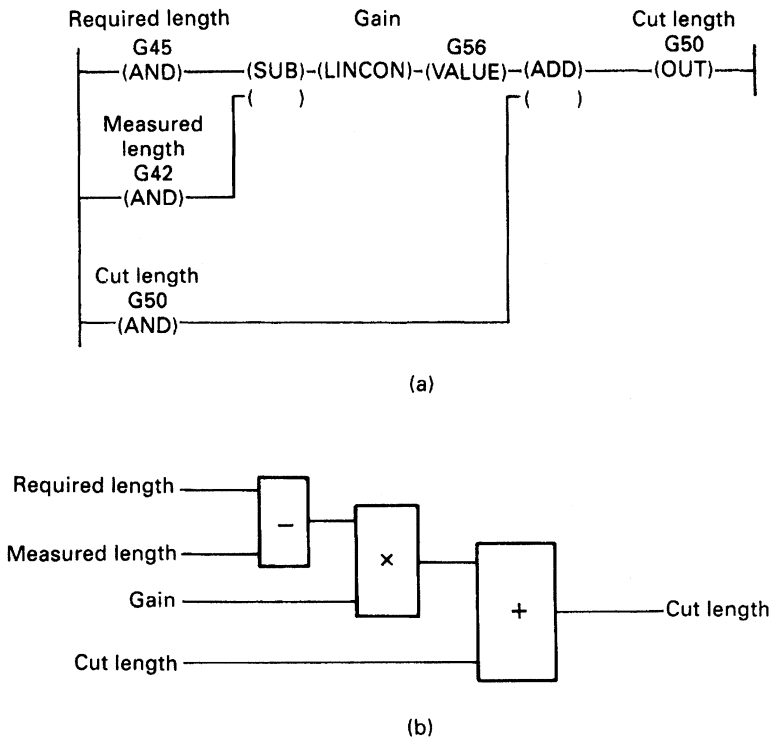 Required length Gain Cut length
G45 G56 G50
(AND) (SUB) (LINCON) (VALUE) (ADD) (OUT)
( ) ( )
Measured
length
G42
(AND)
Cut length
G50
(AND)
(a)
Required length
−
Measured length
×
Gain
+
Cut length
Cut length
(b)